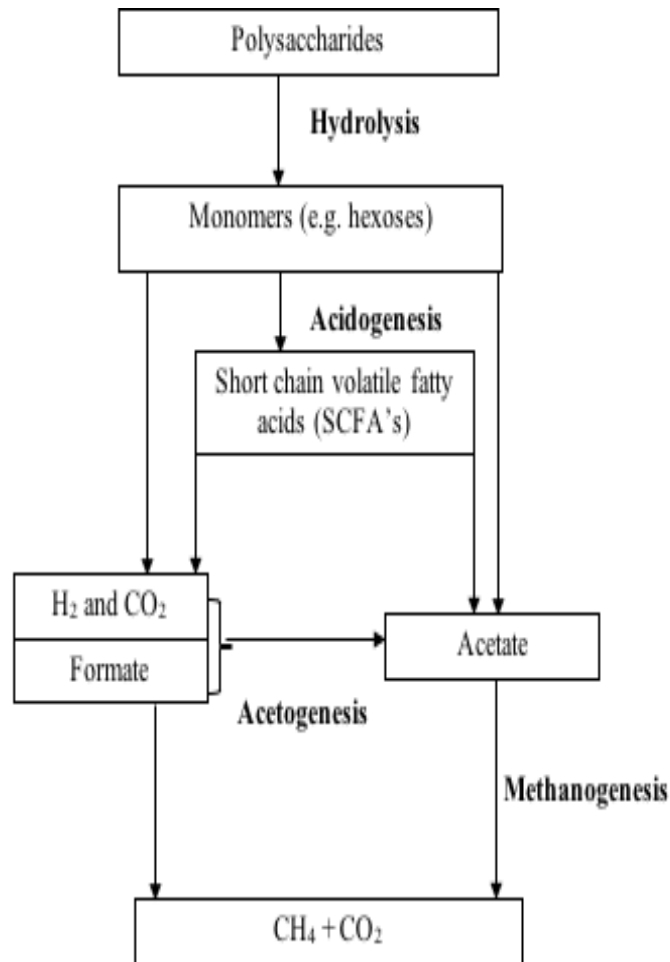 Polysaccharides
Hydrolysis
Monomers (e.g. hexoses)
Acidogenesis
Short chain volatile fatty
acids (SCFA's)
H₂ and CO₂
Formate
Acetate
Acetogenesis
Methanogenesis
CH₄ + CO₂